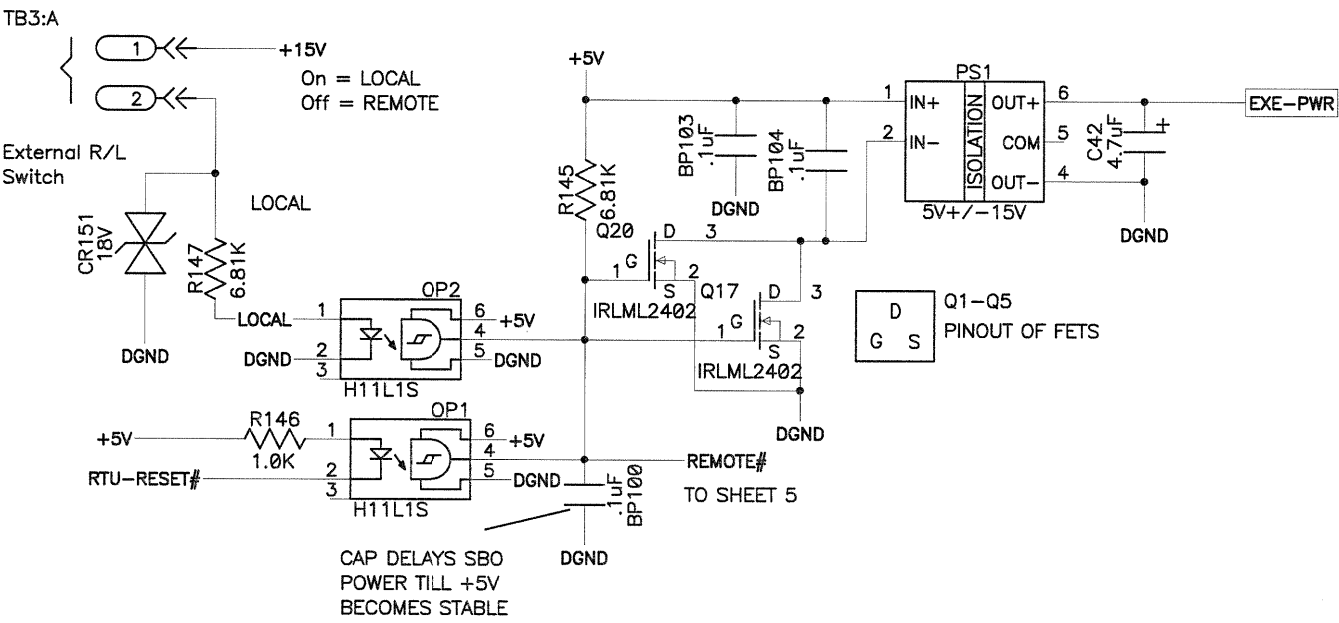 TB3:A
1
+15V
On = LOCAL
Off = REMOTE
2
External R/L
Switch
LOCAL
CR151
18V
R147
6.81K
DGND
LOCAL
DGND
1
2
3
OP2
6
4
5
+5V
DGND
H11L1S
+5V
R146
1.0K
RTU-RESET#
1
2
3
OP1
6
4
5
+5V
DGND
H11L1S
CAP DELAYS SBO
POWER TILL +5V
BECOMES STABLE
.1uF
BP100
DGND
REMOTE#
TO SHEET 5
+5V
R145
6.81K
Q20
D
3
G
1
S
2
IRLML2402
Q17
D
3
G
1
S
2
IRLML2402
DGND
BP103
.1uF
DGND
BP104
.1uF
PS1
1
IN+
2
IN-
ISOLATION
OUT+
6
COM
5
OUT-
4
5V+/-15V
C42
4.7uF
+
DGND
EXE-PWR
D
G S
Q1-Q5
PINOUT OF FETS